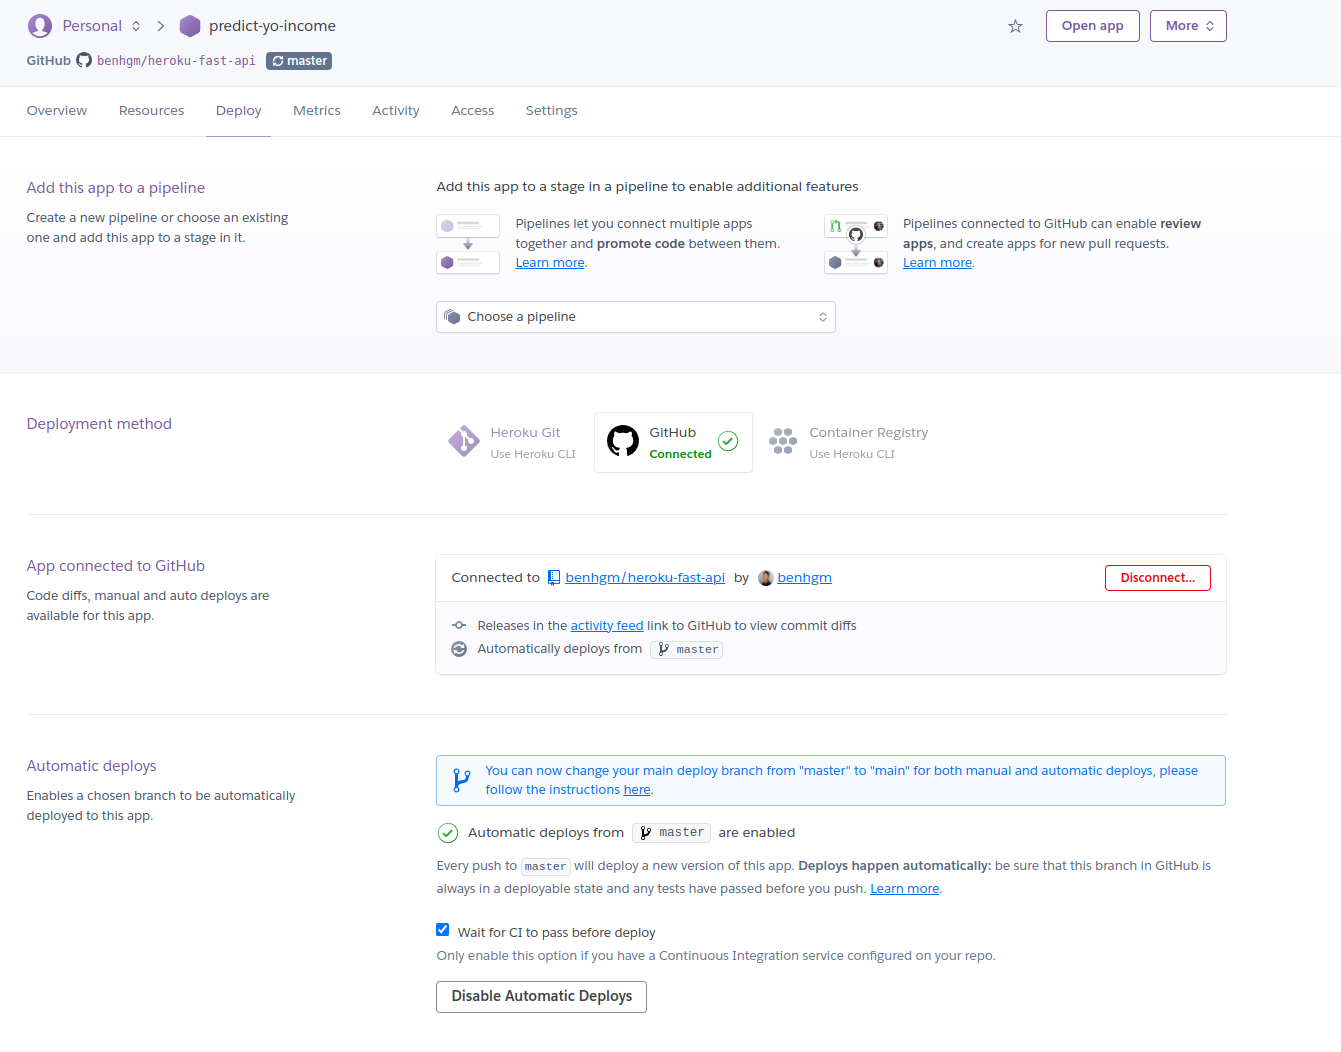 Personal predict-yo-income Open app More
GitHub benhgm/heroku-fast-api master
Overview Resources Deploy Metrics Activity Access Settings
Add this app to a pipeline
Create a new pipeline or choose an existing
one and add this app to a stage in it.
Add this app to a stage in a pipeline to enable additional features
Pipelines let you connect multiple apps
together and promote code between them.
Learn more.
Pipelines connected to GitHub can enable review
apps, and create apps for new pull requests.
Learn more.
Choose a pipeline
Deployment method
Heroku Git
Use Heroku CLI
GitHub
Connected
Container Registry
Use Heroku CLI
App connected to GitHub
Code diffs, manual and auto deploys are
available for this app.
Connected to benhgm/heroku-fast-api by benhgm Disconnect...
Releases in the activity feed link to GitHub to view commit diffs
Automatically deploys from master
Automatic deploys
Enables a chosen branch to be automatically
deployed to this app.
You can now change your main deploy branch from "master" to "main" for both manual and automatic deploys, please
follow the instructions here.
Automatic deploys from master are enabled
Every push to master will deploy a new version of this app. Deploys happen automatically: be sure that this branch in GitHub is
always in a deployable state and any tests have passed before you push. Learn more.
Wait for CI to pass before deploy
Only enable this option if you have a Continuous Integration service configured on your repo.
Disable Automatic Deploys